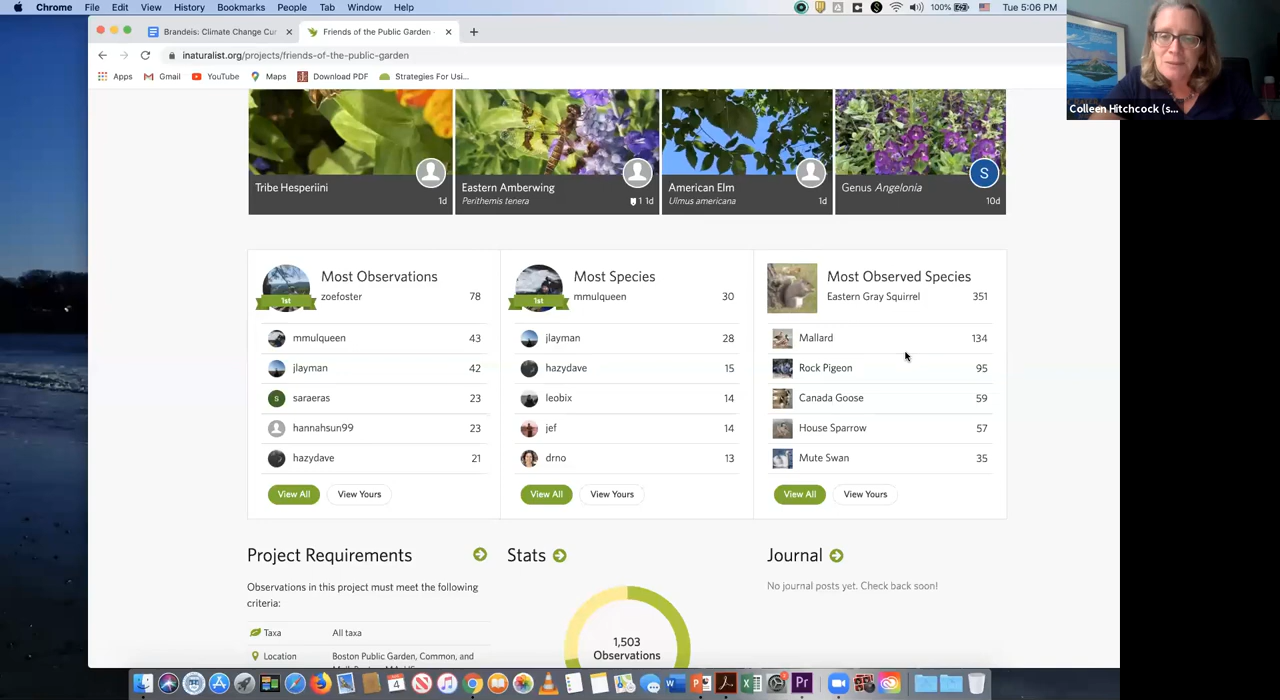 Chrome File Edit View History Bookmarks People Tab Window Help
100% Tue 5:06 PM
Brandeis: Climate Change Cur
Friends of the Public Garden
inaturalist.org/projects/friends-of-the-public-garden
Apps Gmail YouTube Maps Download PDF Strategies For Usi...
Colleen Hitchcock (s...
Tribe Hesperiini
1d
Eastern Amberwing
Perithemis tenera
1 1d
American Elm
Ulmus americana
1d
Genus Angelonia
S
10d
Most Observations
1st
zoefoster 78
mmulqueen 43
jlayman 42
s saraeras 23
hannahsun99 23
hazydave 21
View All View Yours
Most Species
1st
mmulqueen 30
jlayman 28
hazydave 15
leobix 14
jef 14
drno 13
View All View Yours
Most Observed Species
Eastern Gray Squirrel 351
Mallard 134
Rock Pigeon 95
Canada Goose 59
House Sparrow 57
Mute Swan 35
View All View Yours
Project Requirements
Observations in this project must meet the following
criteria:
Taxa All taxa
Location Boston Public Garden, Common, and
Stats
1,503
Observations
Journal
No journal posts yet. Check back soon!